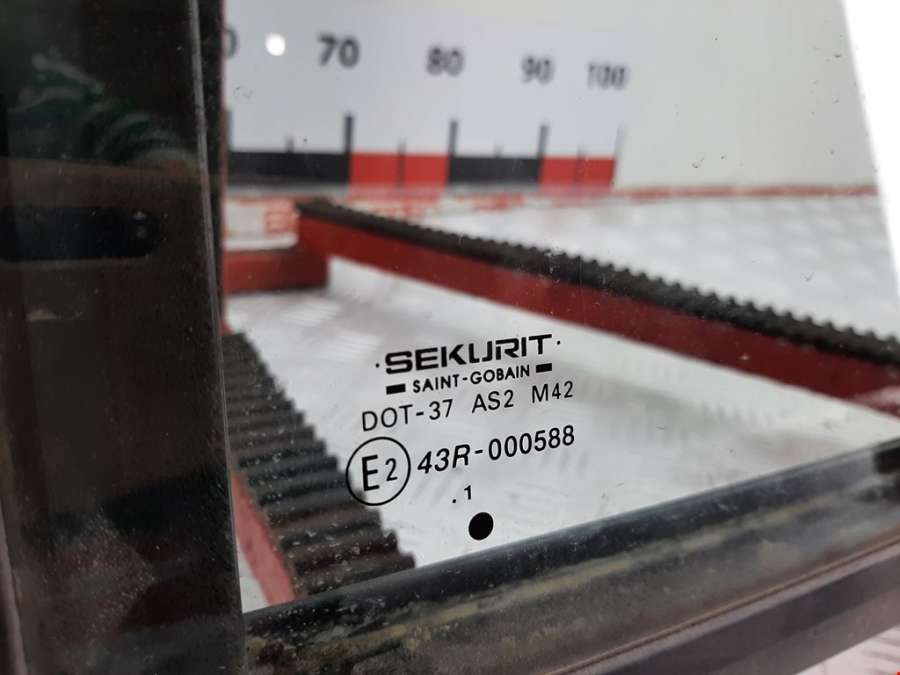 70 80 90 100
·SEKURIT·
SAINT-GOBAIN
DOT-37 AS2 M42
E2 43R-000588
.1